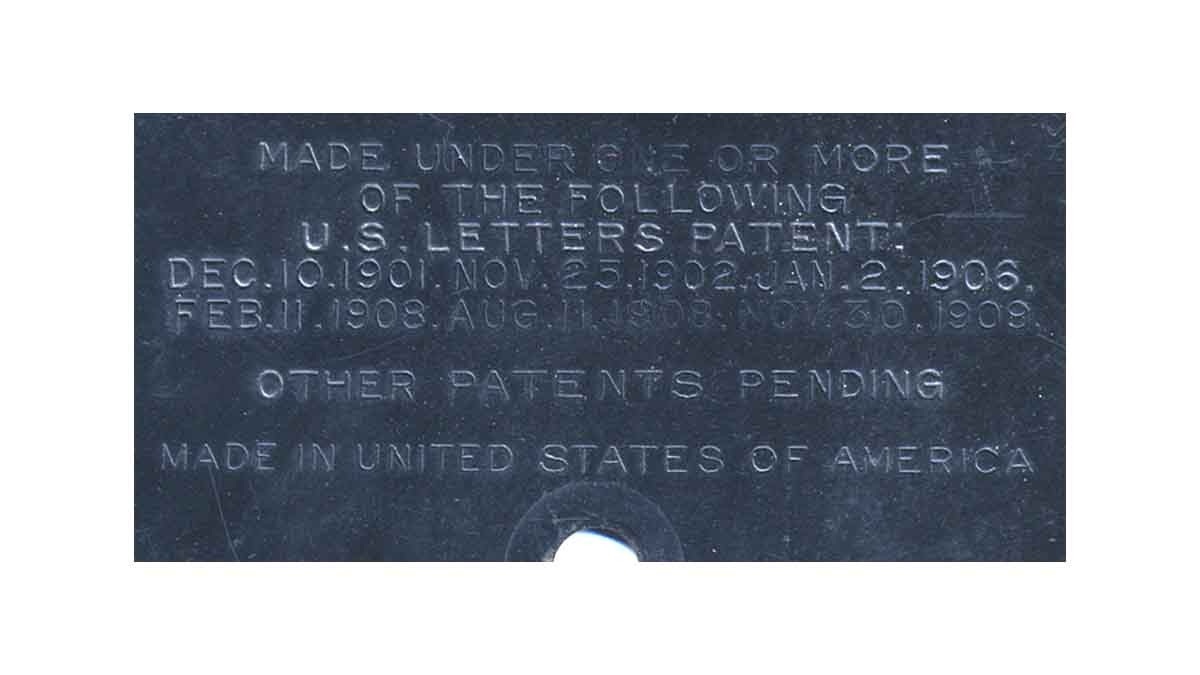 MADE UNDER ONE OR MORE
OF THE FOLLOWING
U.S. LETTERS PATENT:
DEC.10.1901. NOV. 25.1902. JAN. 2. 1906.
FEB.11.1908. AUG.11.1908. NOV. 30.1909
OTHER PATENTS PENDING
MADE IN UNITED STATES OF AMERICA